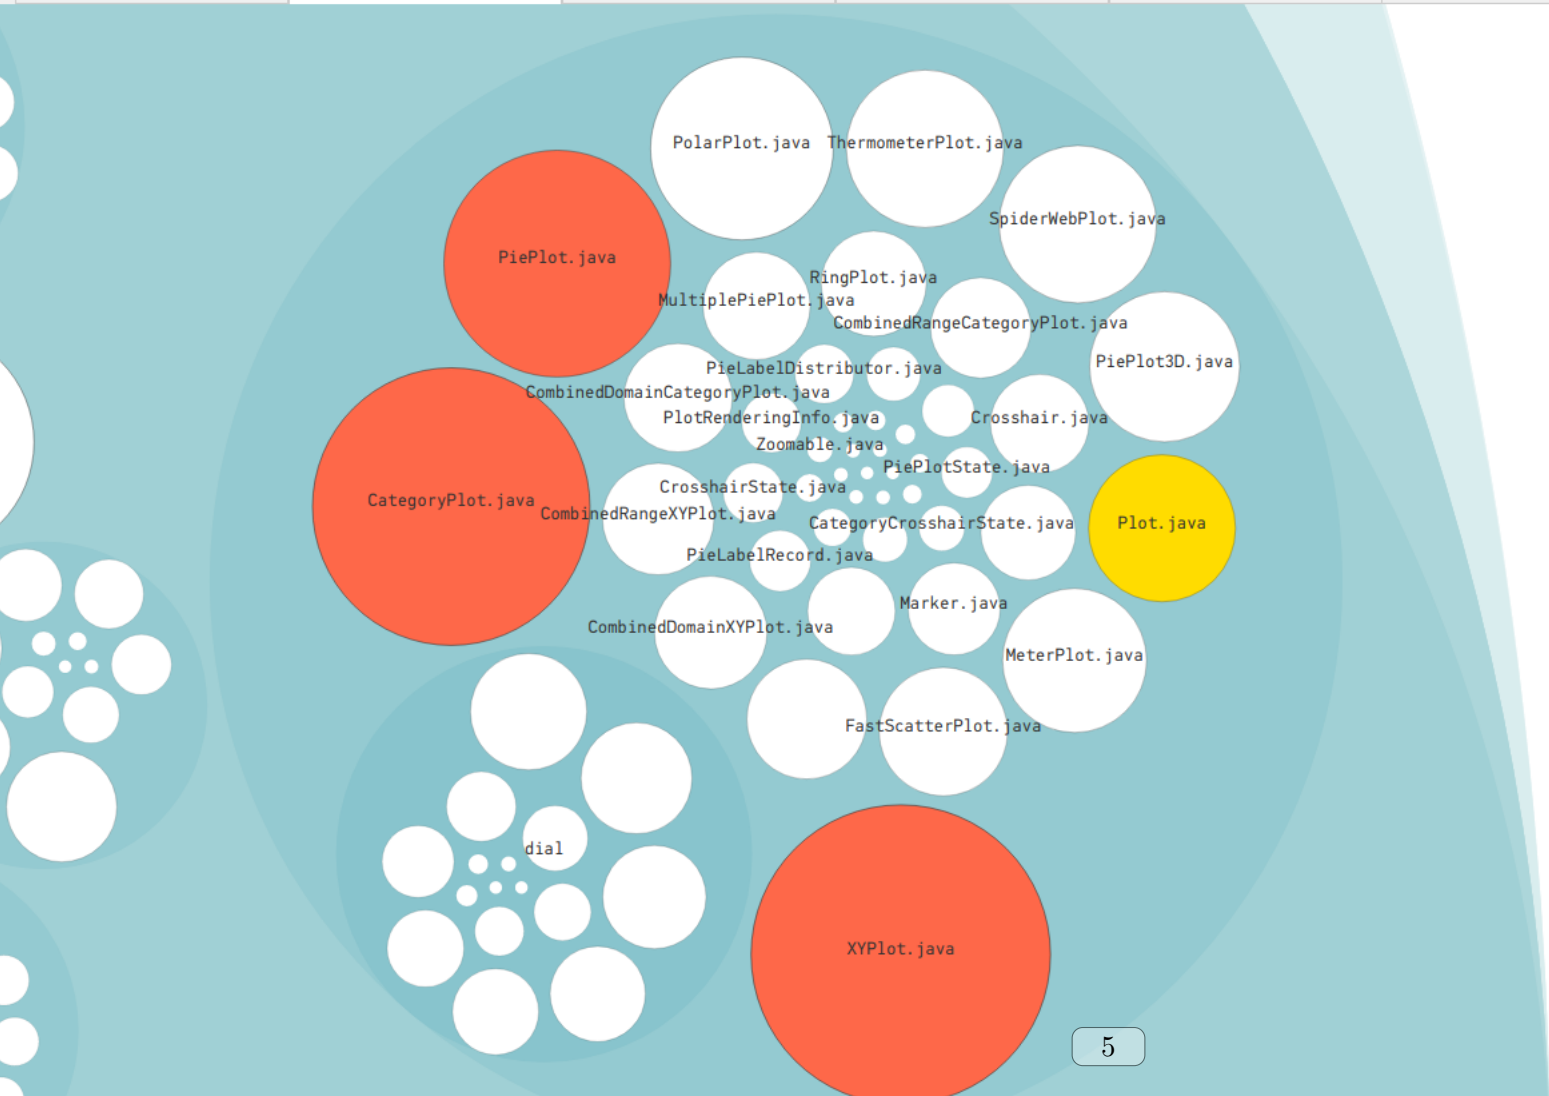 PolarPlot.java
ThermometerPlot.java
SpiderWebPlot.java
PiePlot.java
RingPlot.java
MultiplePiePlot.java
CombinedRangeCategoryPlot.java
PiePlot3D.java
PieLabelDistributor.java
CombinedDomainCategoryPlot.java
PlotRenderingInfo.java
Crosshair.java
Zoomable.java
PiePlotState.java
CrosshairState.java
CategoryPlot.java
CombinedRangeXYPlot.java
CategoryCrosshairState.java
Plot.java
PieLabelRecord.java
Marker.java
CombinedDomainXYPlot.java
MeterPlot.java
FastScatterPlot.java
dial
XYPlot.java
5